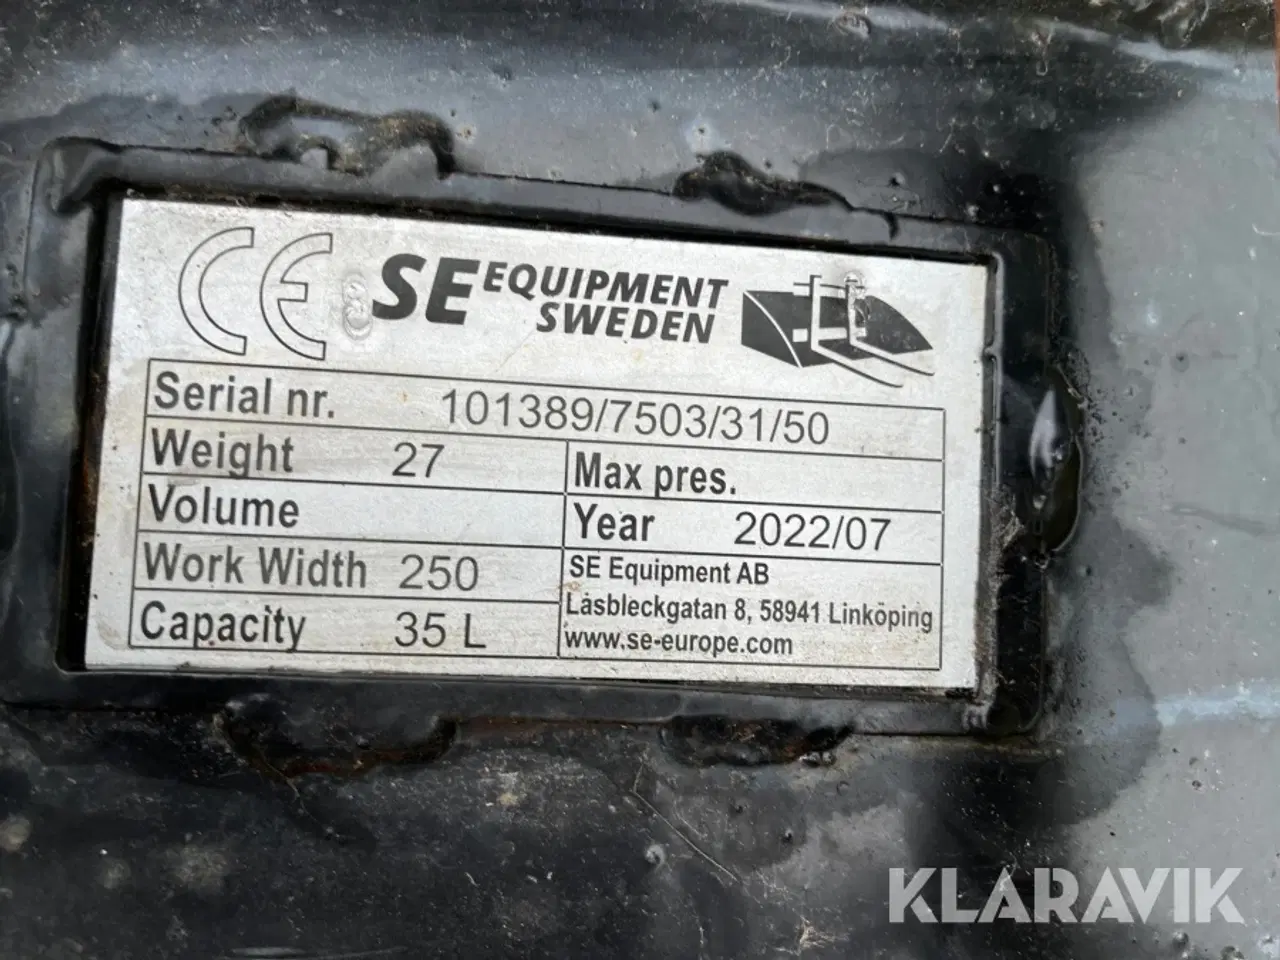 CE SE EQUIPMENT
SWEDEN
Serial nr. 101389/7503/31/50
Weight 27 Max pres.
Volume Year 2022/07
Work Width 250 SE Equipment AB
Låsbleckgatan 8, 58941 Linköping
Capacity 35 L www.se-europe.com
KLARAVIK